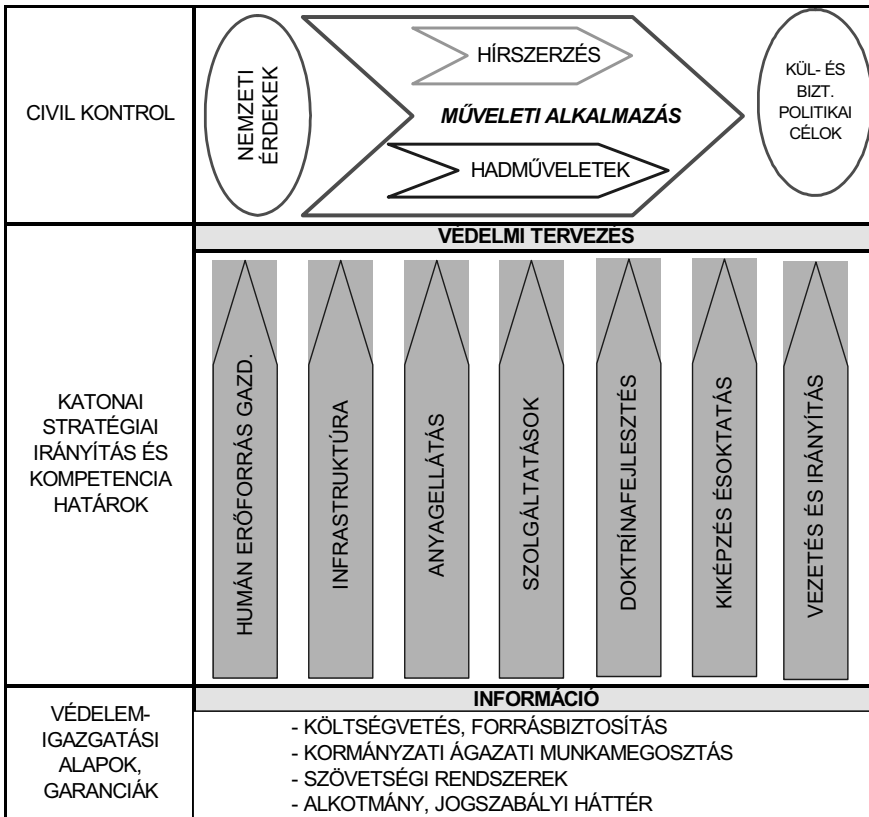 CIVIL KONTROL
NEMZETI
ÉRDEKEK
HÍRSZERZÉS
MŰVELETI ALKALMAZÁS
HADMŰVELETEK
KÜL- ÉS
BIZT.
POLITIKAI
CÉLOK
KATONAI
STRATÉGIAI
IRÁNYÍTÁS ÉS
KOMPETENCIA
HATÁROK
VÉDELMI TERVEZÉS
HUMÁN ERŐFORRÁS GAZD.
INFRASTRUKTÚRA
ANYAGELLÁTÁS
SZOLGÁLTATÁSOK
DOKTRÍNAFEJLESZTÉS
KIKÉPZÉS ÉSOKTATÁS
VEZETÉS ÉS IRÁNYÍTÁS
VÉDELEM-
IGAZGATÁSI
ALAPOK,
GARANCIÁK
INFORMÁCIÓ
- KÖLTSÉGVETÉS, FORRÁSBIZTOSÍTÁS
- KORMÁNYZATI ÁGAZATI MUNKAMEGOSZTÁS
- SZÖVETSÉGI RENDSZEREK
- ALKOTMÁNY, JOGSZABÁLYI HÁTTÉR